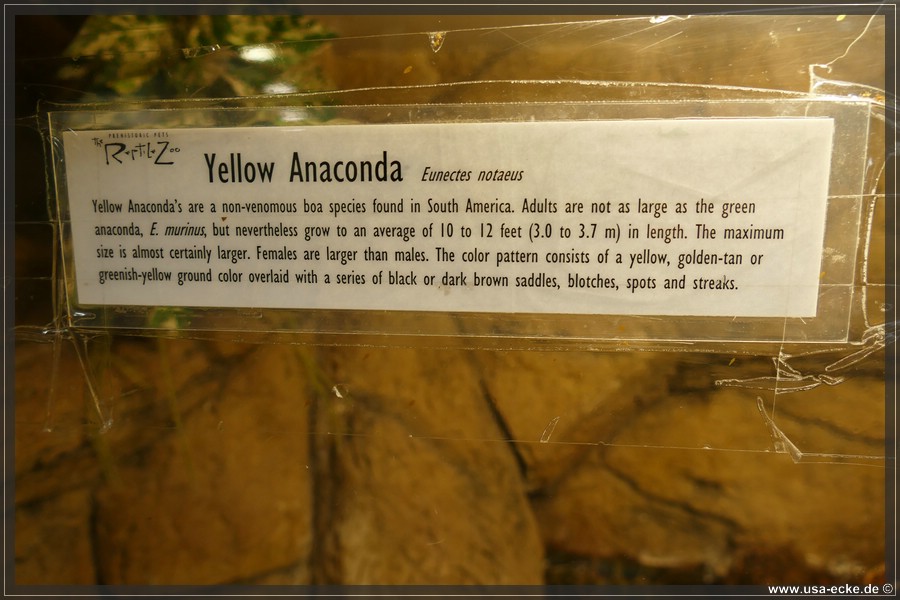 PREHISTORIC PETS
The Reptile Zoo
Yellow Anaconda Eunectes notaeus
Yellow Anaconda's are a non-venomous boa species found in South America. Adults are not as large as the green
anaconda, E. murinus, but nevertheless grow to an average of 10 to 12 feet (3.0 to 3.7 m) in length. The maximum
size is almost certainly larger. Females are larger than males. The color pattern consists of a yellow, golden-tan or
greenish-yellow ground color overlaid with a series of black or dark brown saddles, blotches, spots and streaks.
www.usa-ecke.de ©